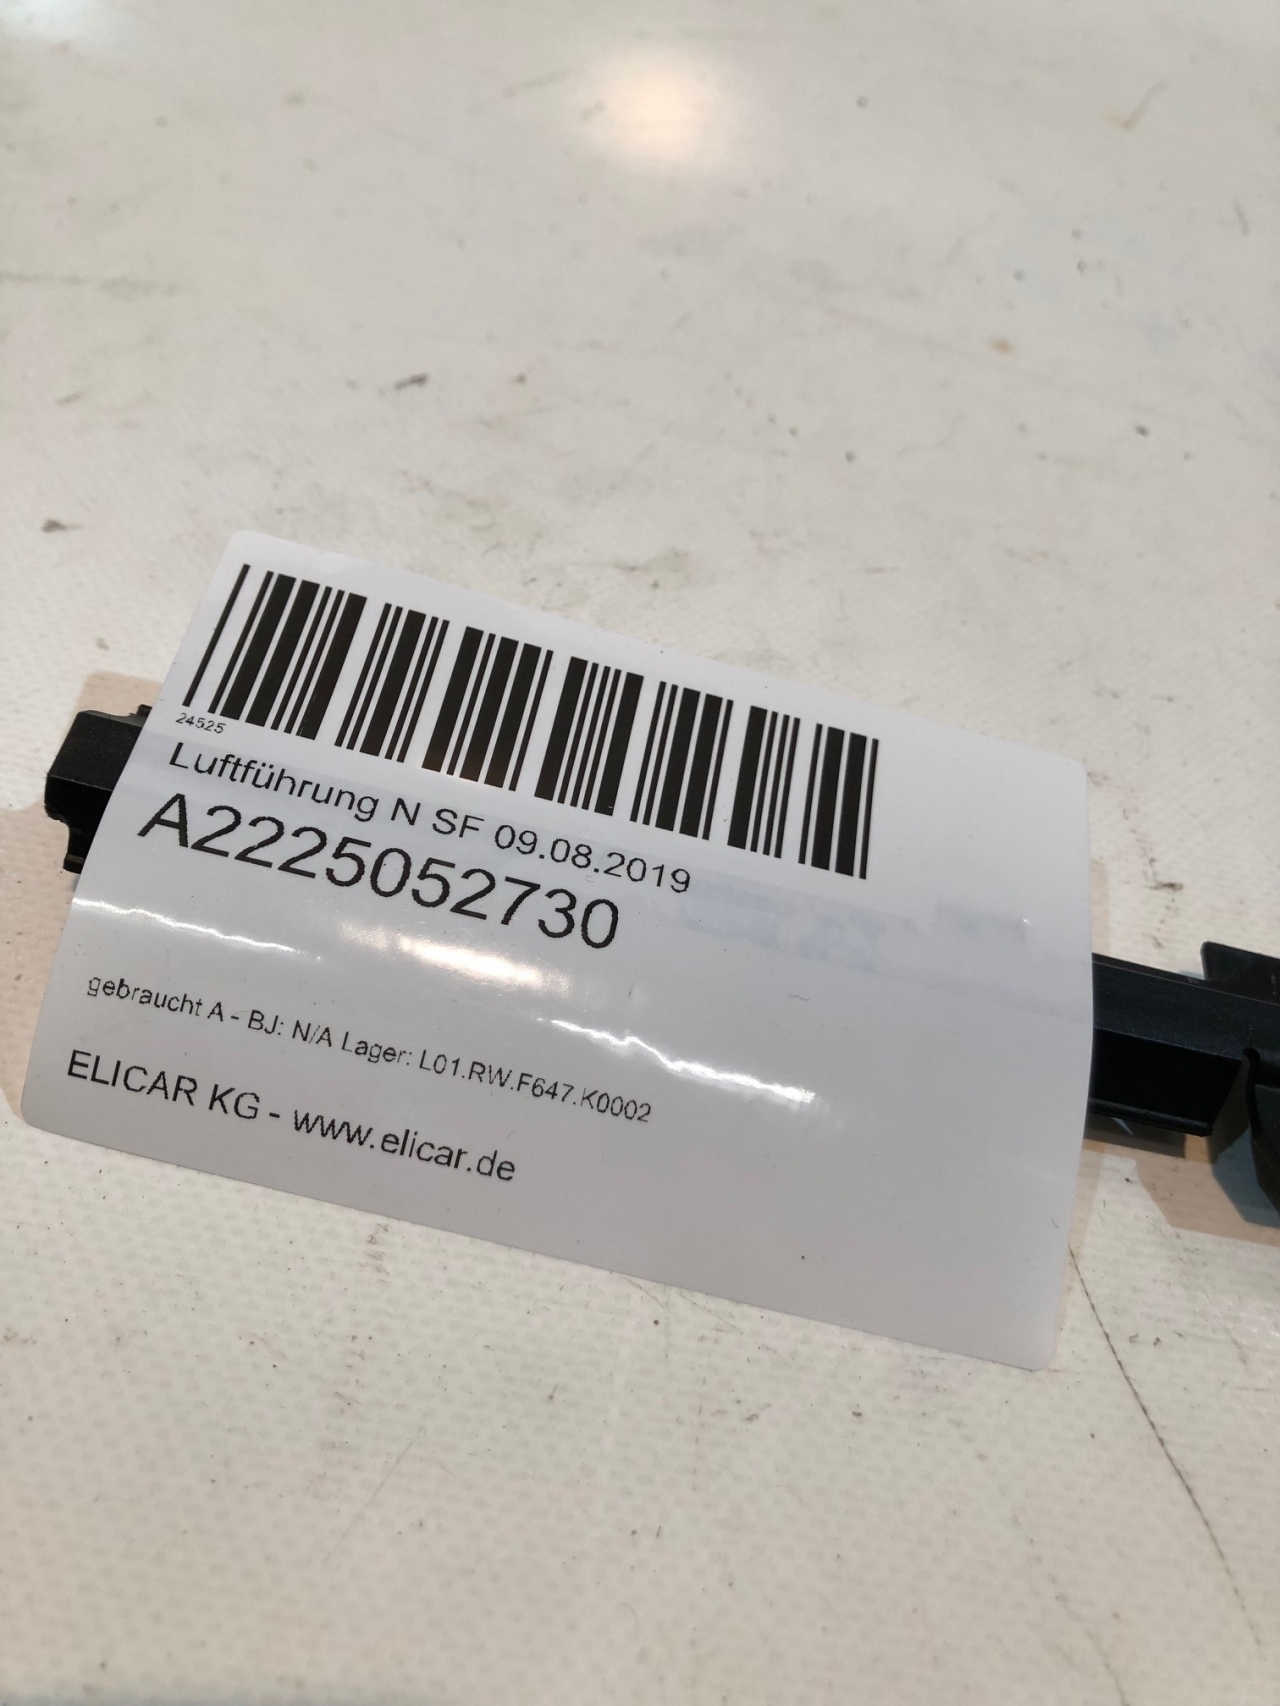 24525
Luftführung N SF 09.08.2019
A2225052730
gebraucht A - BJ: N/A Lager: L01.RW.F647.K0002
ELICAR KG - www.elicar.de